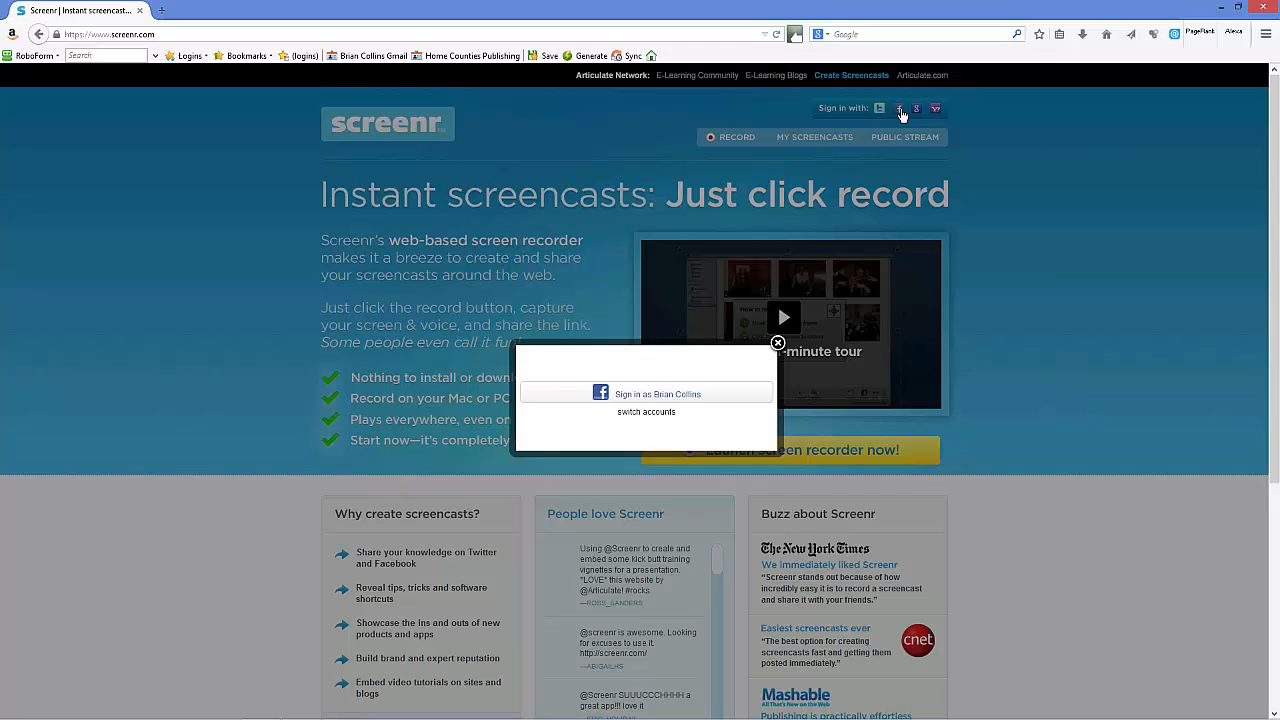 Screenr | Instant screencast...
https://www.screenr.com
Google
PageRank
Alexa
RoboForm
Search
Logins
Bookmarks
(logins)
Brian Collins Gmail
Home Counties Publishing
Save
Generate
Sync
Articulate Network: E-Learning Community E-Learning Blogs Create Screencasts Articulate.com
Sign in with:
screenr
RECORD MY SCREENCASTS PUBLIC STREAM
Instant screencasts: Just click record
Screenr's web-based screen recorder
makes it a breeze to create and share
your screencasts around the web.
Just click the record button, capture
your screen & voice, and share the link.
Some people even call it fun!
-minute tour
Sign in as Brian Collins
switch accounts
Nothing to install or downl
Record on your Mac or PC
Plays everywhere, even on
Start now—it's completely
Launch screen recorder now!
Why create screencasts?
Share your knowledge on Twitter
and Facebook
Reveal tips, tricks and software
shortcuts
Showcase the ins and outs of new
products and apps
Build brand and expert reputation
Embed video tutorials on sites and
blogs
People love Screenr
Using @Screenr to create and
embed some kick butt training
vignettes for a presentation.
*LOVE* this website by
@Articulate! #rocks
—ROSS_SANDERS
@screenr is awesome. Looking
for excuses to use it.
http://screenr.com/
—ABIGAILHS
@Screenr SUUUCCCHHHH a
great app!!! love it
Buzz about Screenr
The New York Times
We immediately liked Screenr
“Screenr stands out because of how
incredibly easy it is to record a screencast
and share it with your friends.”
Easiest screencasts ever
“The best option for creating
screencasts fast and getting them
posted immediately.”
cnet
Mashable
All That's New on the Web
Publishing is practically effortless